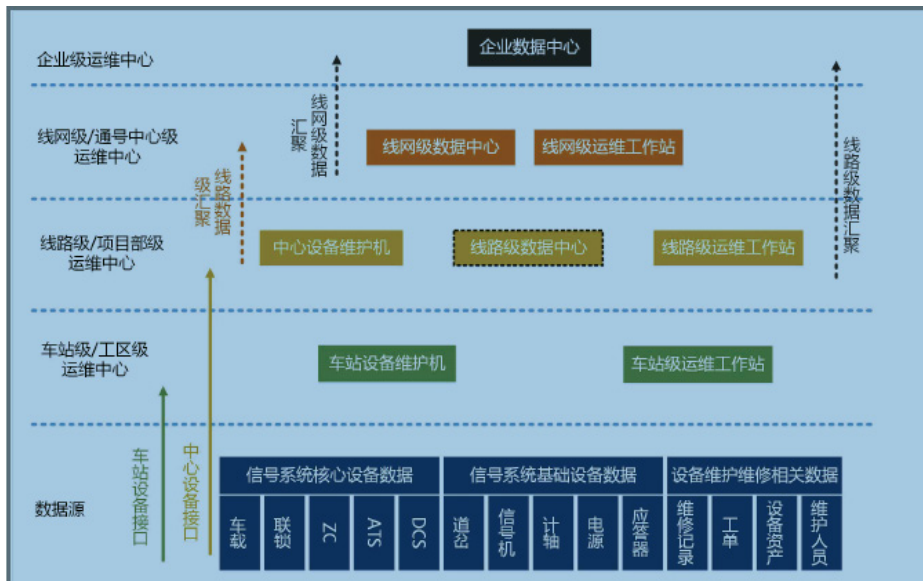 企业级运维中心
企业数据中心
线网级数据
汇聚
线网级/通号中心级
运维中心
线网级数据中心
线网级运维工作站
线路级数据汇聚
线路数据
级汇聚
线路级/项目部级
运维中心
中心设备维护机
线路级数据中心
线路级运维工作站
车站级/工区级
运维中心
车站设备维护机
车站级运维工作站
车站设备接口
中心设备接口
数据源
信号系统核心设备数据
信号系统基础设备数据
设备维护维修相关数据
车载
联锁
ZC
ATS
DCS
道岔
信号机
计轴
电源
应答器
维修记录
工单
设备资产
维护人员